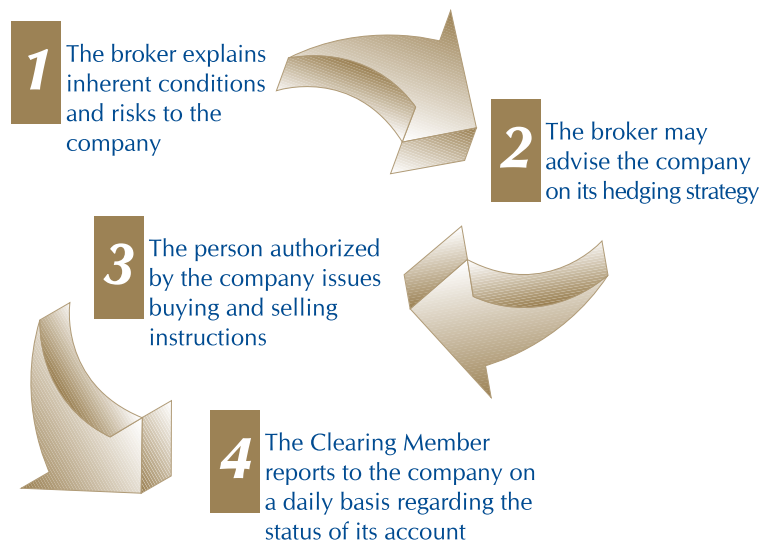 1
The broker explains
inherent conditions
and risks to the
company
2
The broker may
advise the company
on its hedging strategy
3
The person authorized
by the company issues
buying and selling
instructions
4
The Clearing Member
reports to the company on
a daily basis regarding the
status of its account